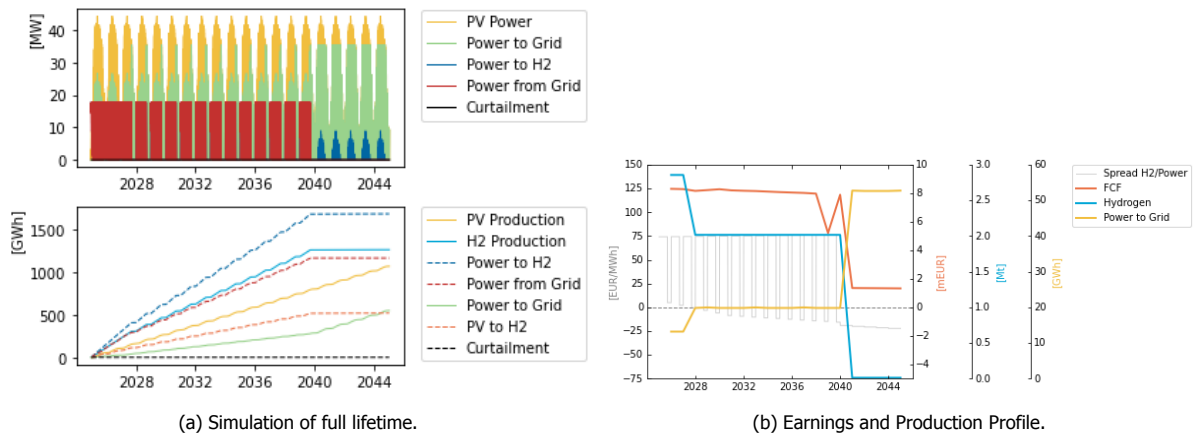 [MW]
40
30
20
10
0
2028 2032 2036 2040 2044
PV Power
Power to Grid
Power to H2
Power from Grid
Curtailment
[GWh]
1500
1000
500
0
2028 2032 2036 2040 2044
PV Production
H2 Production
Power to H2
Power from Grid
Power to Grid
PV to H2
Curtailment
(a) Simulation of full lifetime.
[EUR/MWh]
150
125
100
75
50
25
0
−25
−50
−75
2028 2032 2036 2040 2044
10
8
6
4
2
0
−2
−4
[mEUR]
3.0
2.5
2.0
1.5
1.0
0.5
0.0
[Mt]
60
50
40
30
20
10
0
[GWh]
Spread H2/Power
FCF
Hydrogen
Power to Grid
(b) Earnings and Production Profile.